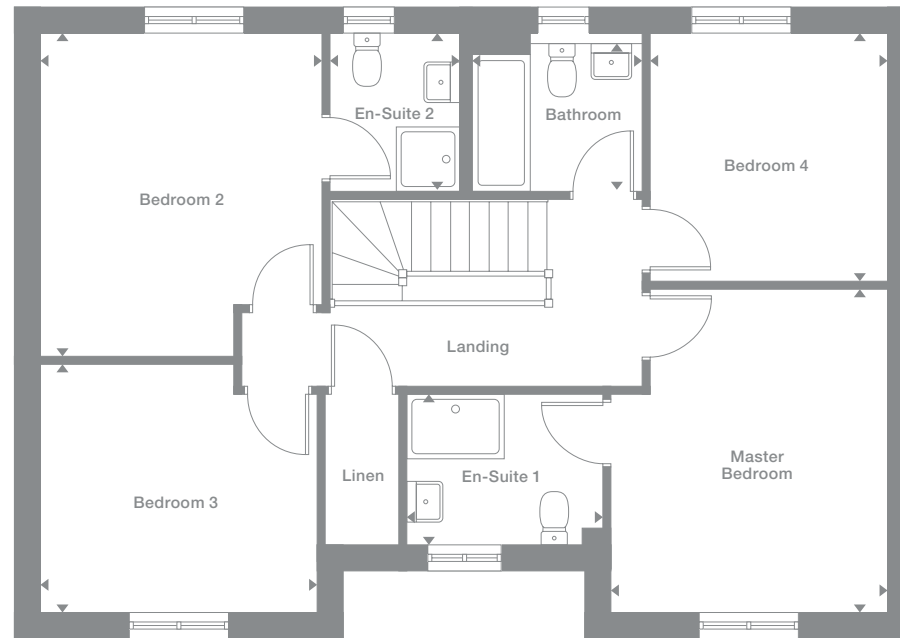 En-Suite 2
Bathroom
Bedroom 4
Bedroom 2
Landing
Master
Bedroom
Linen
En-Suite 1
Bedroom 3